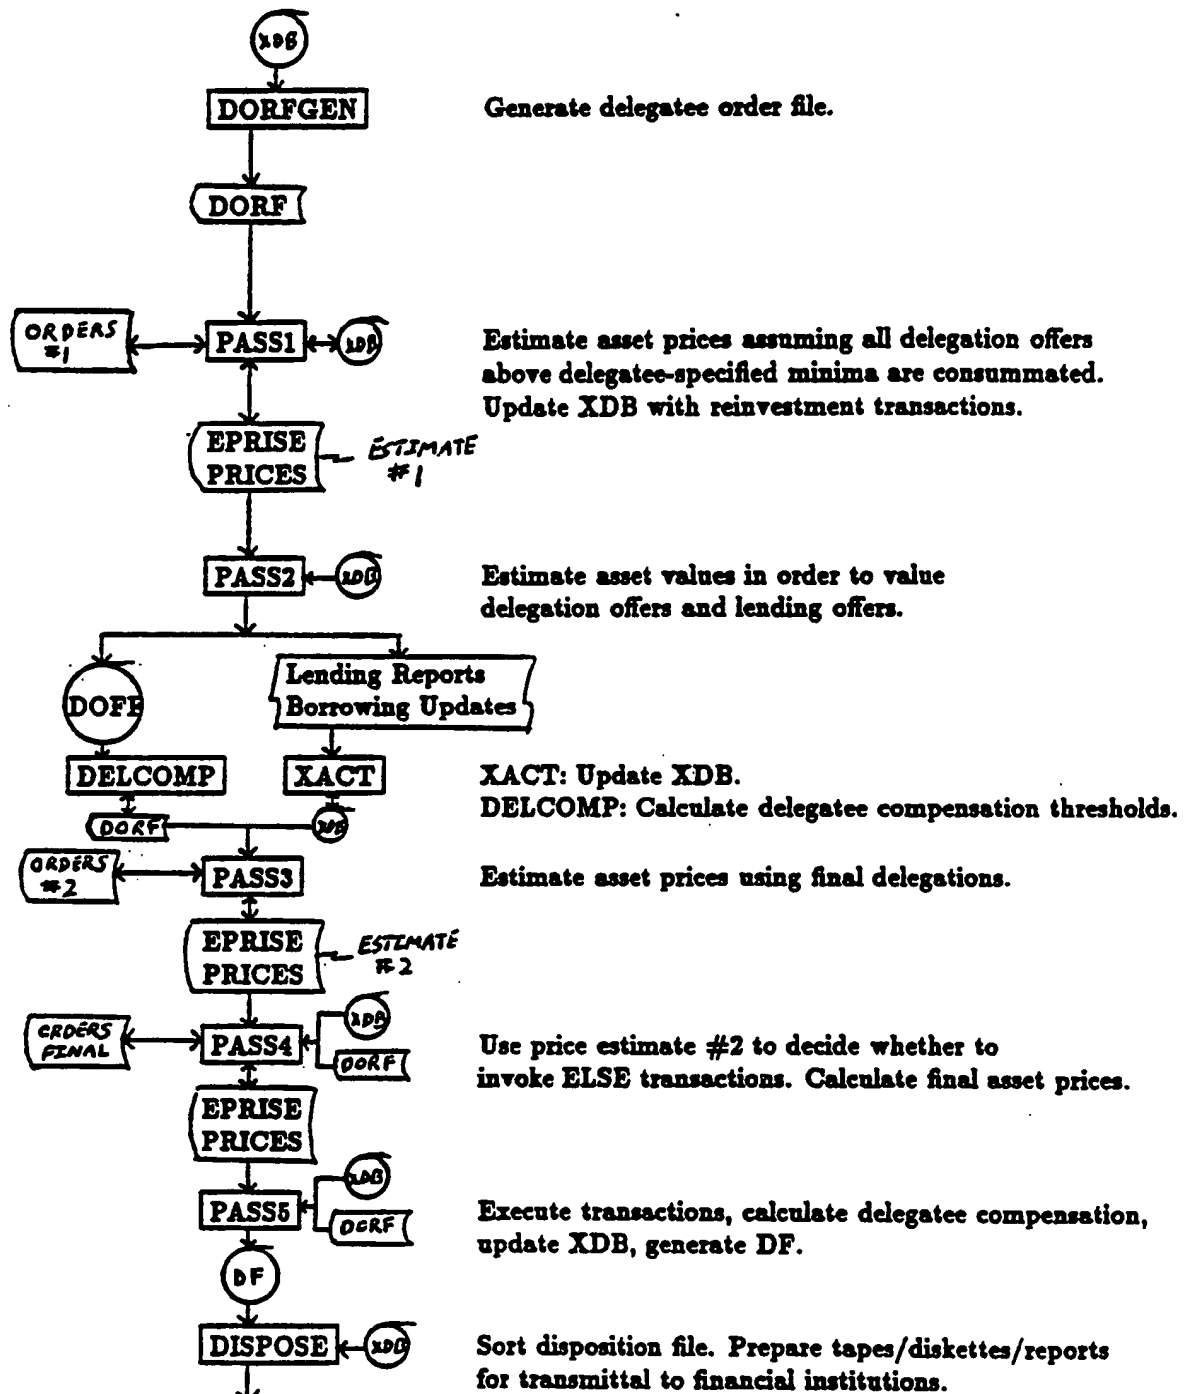 XDB
DORFGEN
Generate delegatee order file.
DORF
ORDERS
#1
PASS1
XDB
Estimate asset prices assuming all delegation offers
above delegatee-specified minima are consummated.
Update XDB with reinvestment transactions.
EPRISE
PRICES
ESTIMATE
#1
PASS2
XDB
Estimate asset values in order to value
delegation offers and lending offers.
DOFF
Lending Reports
Borrowing Updates
DELCOMP
XACT
XACT: Update XDB.
DELCOMP: Calculate delegatee compensation thresholds.
DORF
XDB
ORDERS
#2
PASS3
Estimate asset prices using final delegations.
EPRISE
PRICES
ESTIMATE
#2
ORDERS
FINAL
PASS4
XDB
DORF
Use price estimate #2 to decide whether to
invoke ELSE transactions. Calculate final asset prices.
EPRISE
PRICES
PASS5
XDB
DORF
Execute transactions, calculate delegatee compensation,
update XDB, generate DF.
DF
DISPOSE
XDB
Sort disposition file. Prepare tapes/diskettes/reports
for transmittal to financial institutions.